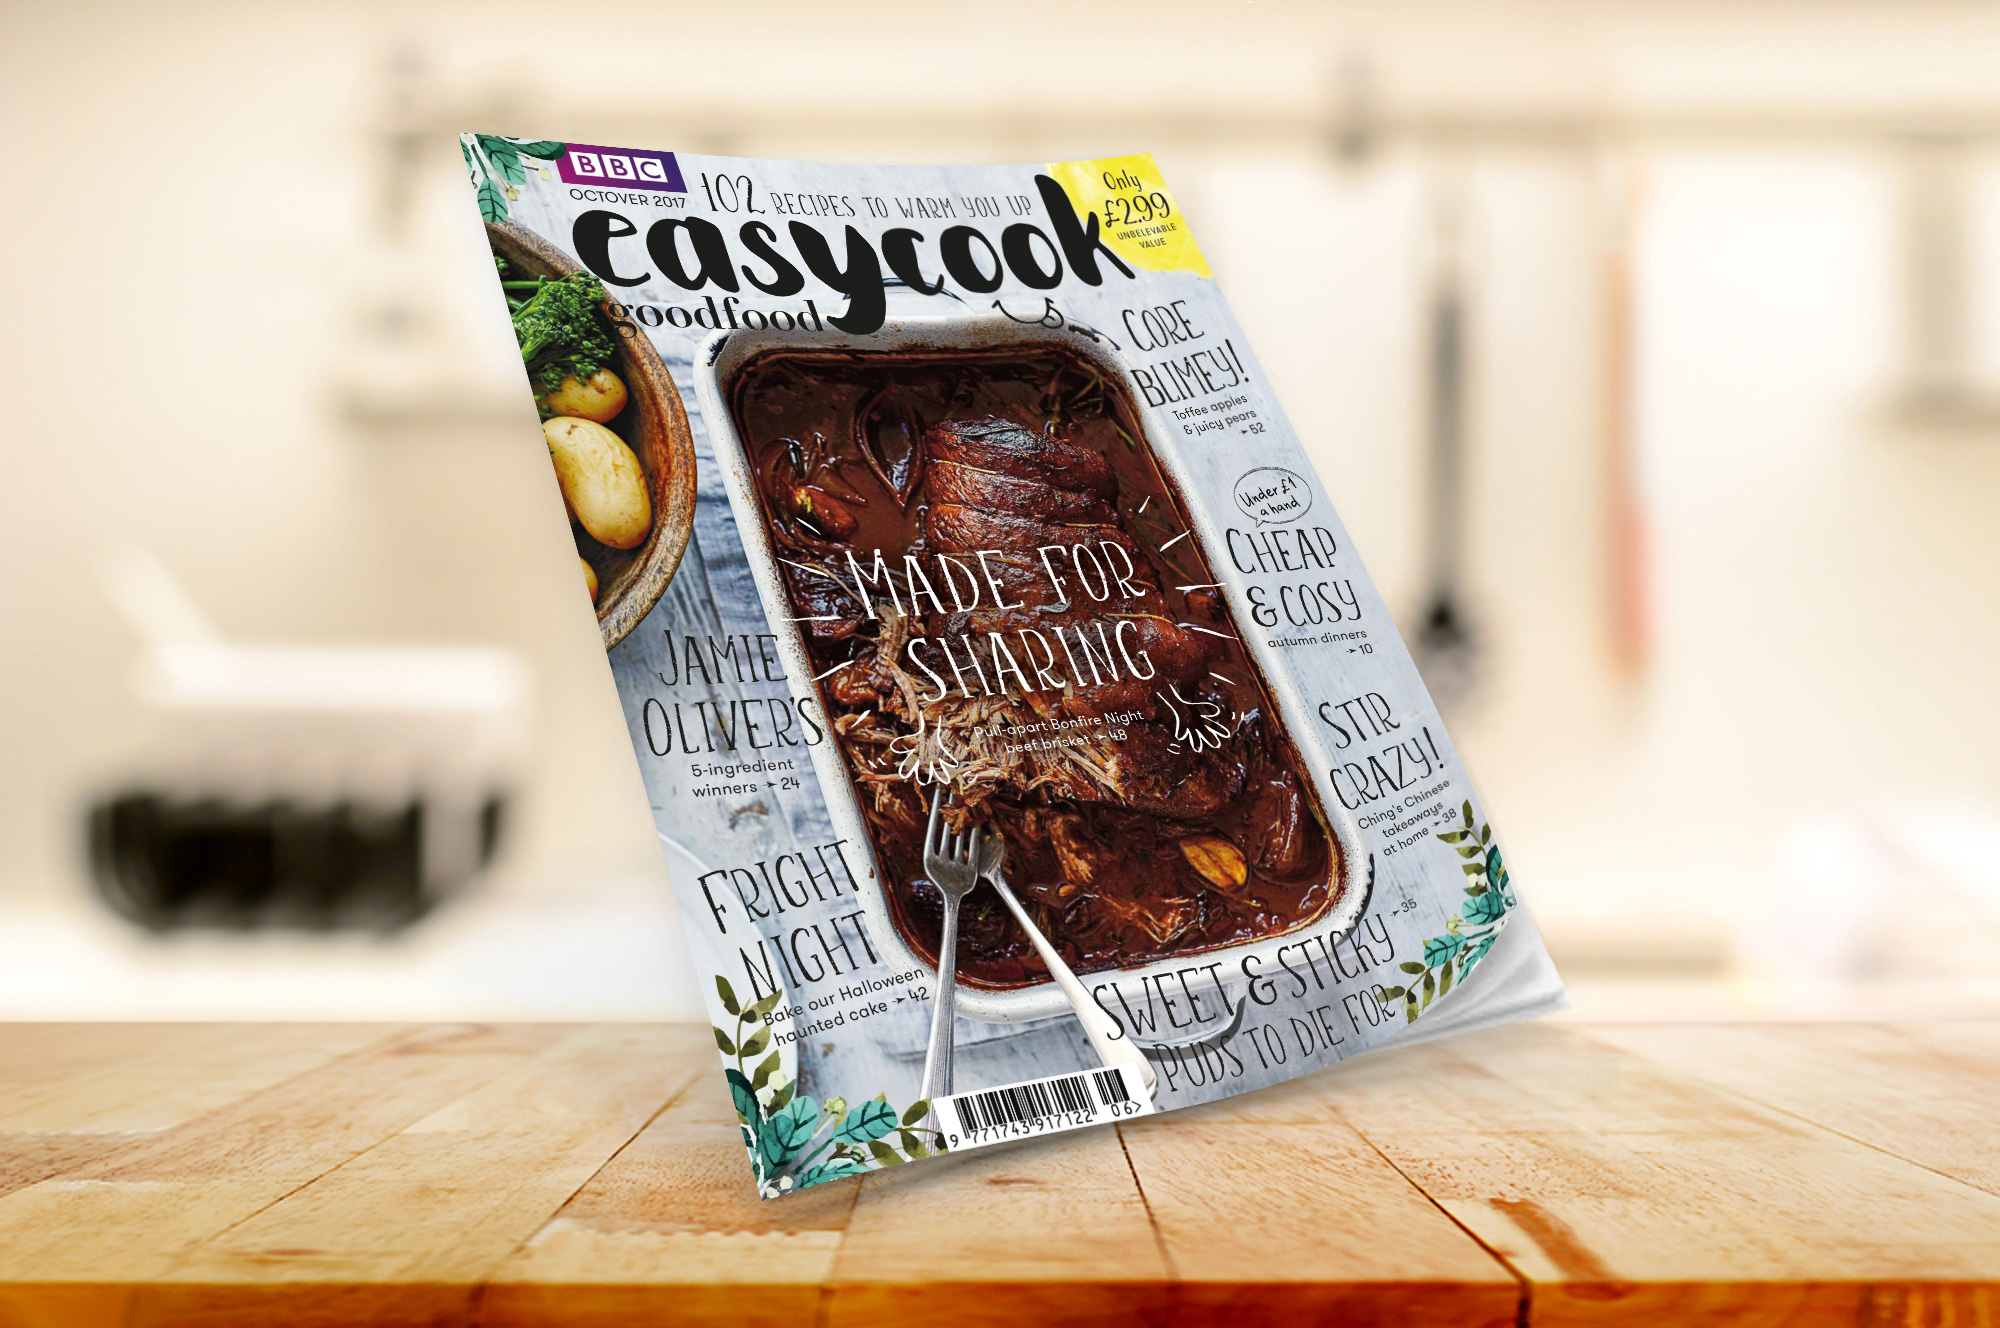 BBC
OCTOVER 2017
102 RECIPES TO WARM YOU UP
Only
£2.99
UNBELEVABLE
VALUE
easycook
goodfood
CORE
BLIMEY!
Toffee apples
& juicy pears
➛52
Under £1
a hand
CHEAP
& COSY
autumn dinners
➛10
MADE FOR
SHARING
Pull-apart Bonfire Night
beef brisket ➛48
JAMIE
OLIVER'S
5-ingredient
winners ➛24
STIR
CRAZY!
Ching's Chinese
takeaways
at home ➛38
FRIGHT
NIGHT
Bake our Halloween
haunted cake ➛42
SWEET & STICKY ➛35
PUDS TO DIE FOR
9 771743 917122 06>